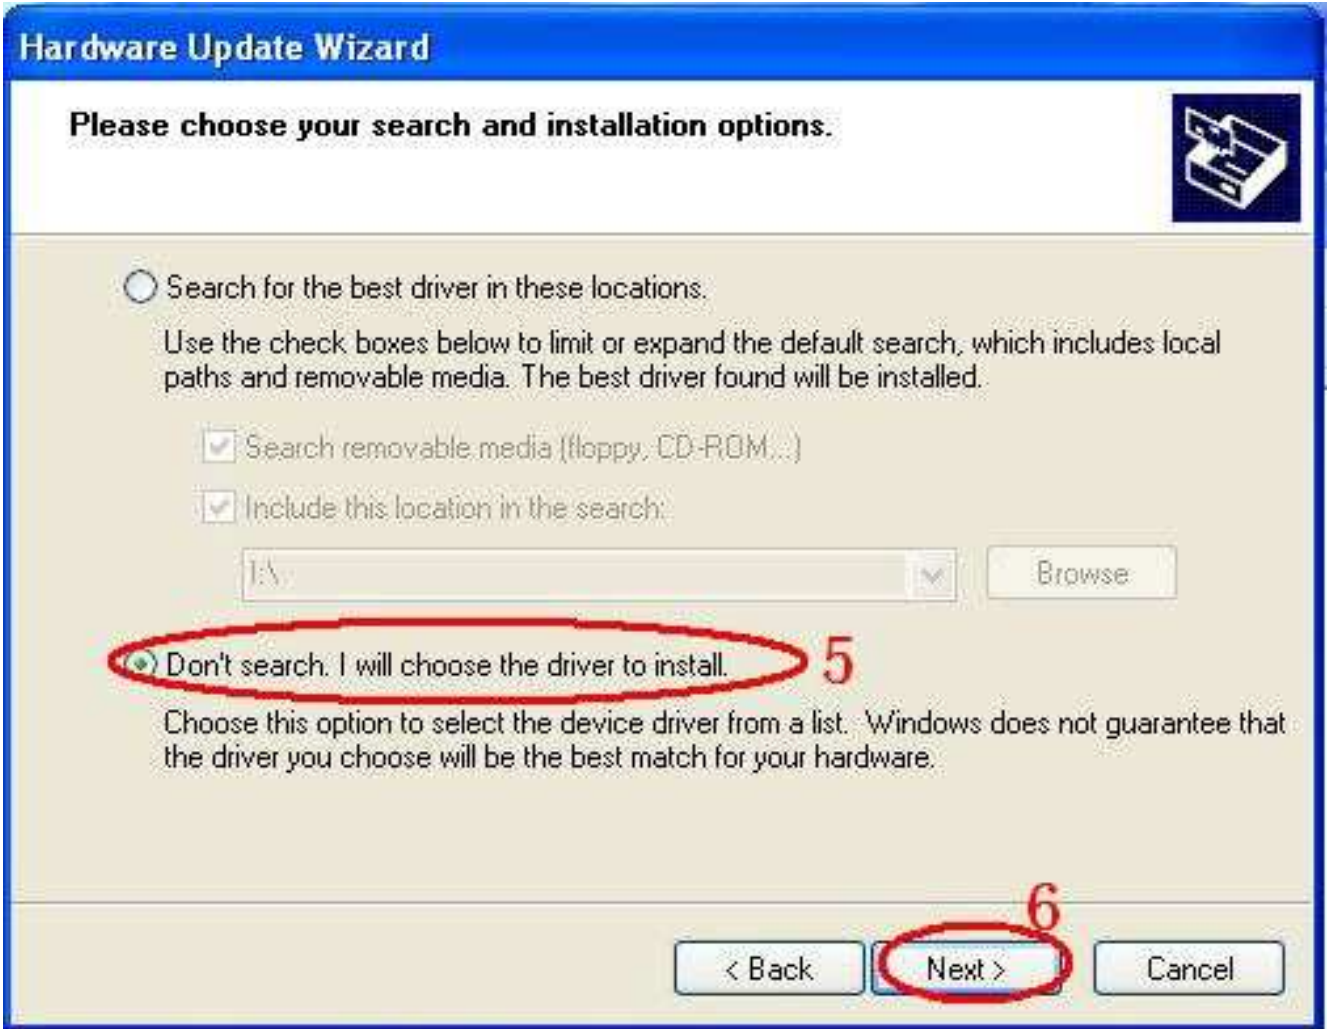 Hardware Update Wizard
Please choose your search and installation options.
Search for the best driver in these locations.
Use the check boxes below to limit or expand the default search, which includes local
paths and removable media. The best driver found will be installed.
Search removable media (floppy, CD-ROM...)
Include this location in the search:
I:\
Browse
Don't search. I will choose the driver to install.
5
Choose this option to select the device driver from a list. Windows does not guarantee that
the driver you choose will be the best match for your hardware.
6
< Back
Next >
Cancel